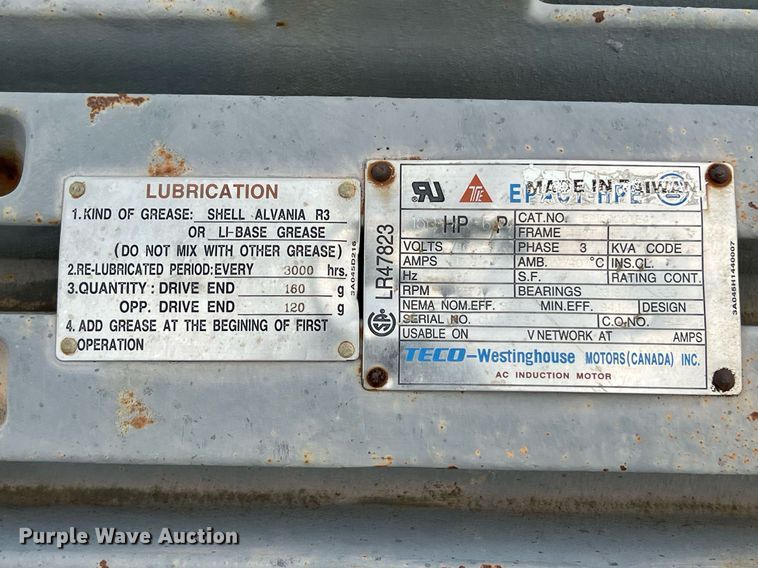 LUBRICATION
1.KIND OF GREASE: SHELL ALVANIA R3
OR LI-BASE GREASE
(DO NOT MIX WITH OTHER GREASE)
2.RE-LUBRICATED PERIOD:EVERY 3000 hrs.
3.QUANTITY: DRIVE END 160 g
OPP. DRIVE END 120 g
4. ADD GREASE AT THE BEGINING OF FIRST
OPERATION
3A045D216
LR47823
MADE IN TAIWAN
HP P CAT.NO.
FRAME
VOLTS PHASE 3 KVA CODE
AMPS AMB. °C INS.CL.
Hz S.F. RATING CONT.
RPM BEARINGS
NEMA NOM.EFF. MIN.EFF. DESIGN
SERIAL NO. C.O.NO.
USABLE ON V NETWORK AT AMPS
TECO-Westinghouse MOTORS(CANADA) INC.
AC INDUCTION MOTOR
3A045H1440007
Purple Wave Auction